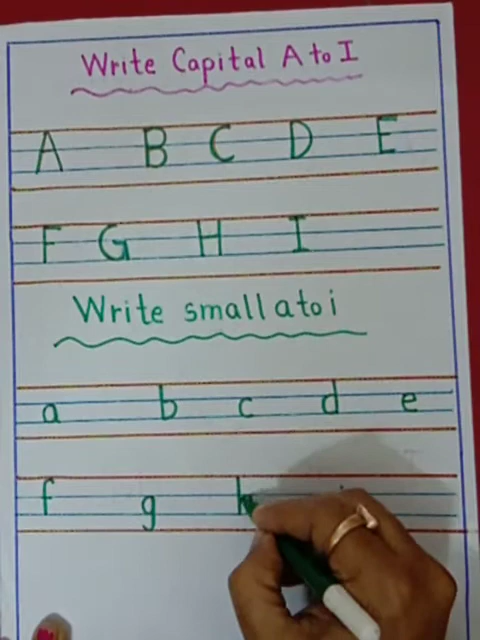 Write Capital A to I
A B C D E
F G H I
Write small a to i
a b c d e
f g h